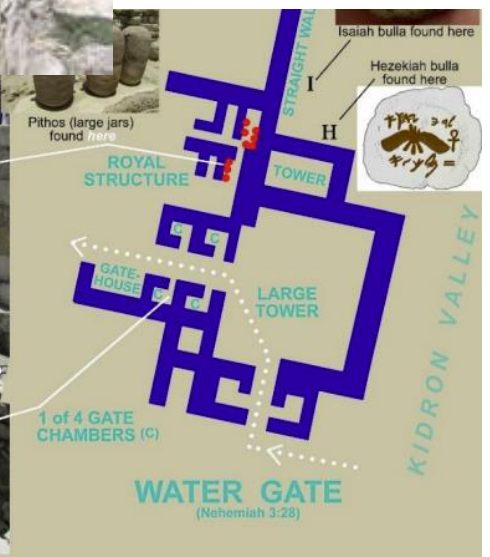 Isaiah bulla found here
Hezekiah bulla
found here
I
H
STRAIGHT WAL
Pithos (large jars)
found here
ROYAL
STRUCTURE
TOWER
C
C
GATE-
HOUSE
C
C
LARGE
TOWER
1 of 4 GATE
CHAMBERS (C)
KIDRON VALLEY
WATER GATE
(Nehemiah 3:28)